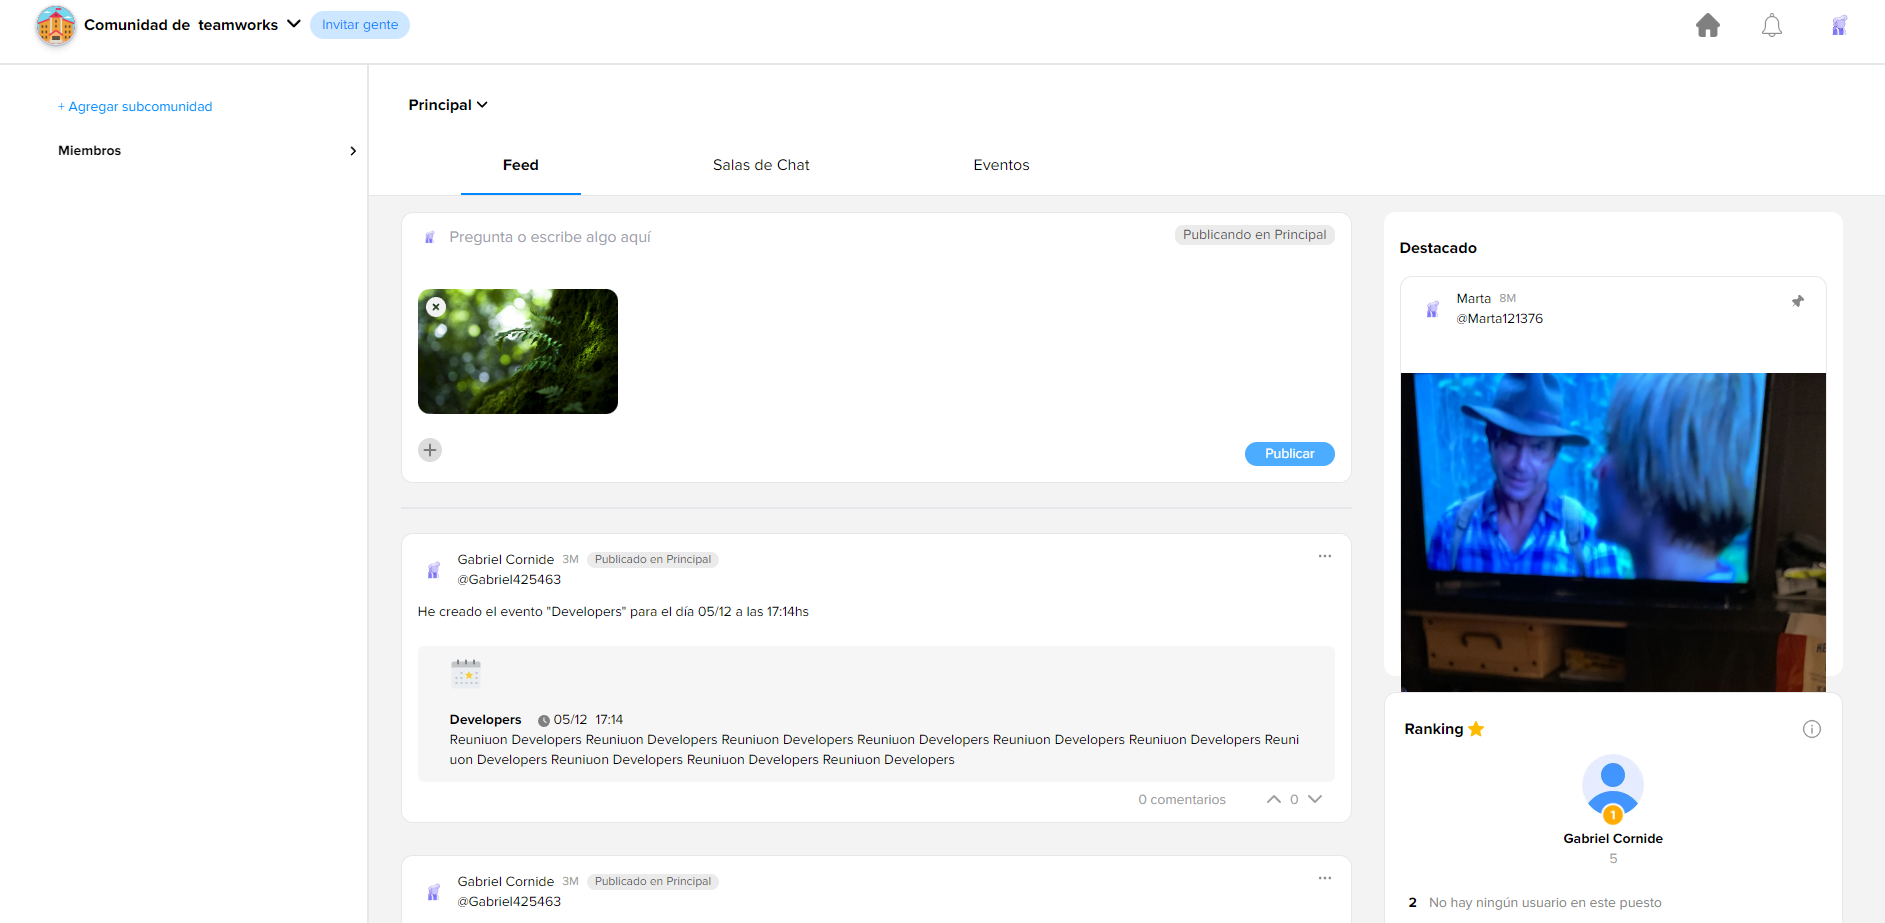 Comunidad de teamworks
Invitar gente
+ Agregar subcomunidad
Miembros
Principal
Feed
Salas de Chat
Eventos
Pregunta o escribe algo aquí
Publicando en Principal
Publicar
Gabriel Cornide 3M Publicado en Principal
@Gabriel425463
He creado el evento "Developers" para el día 05/12 a las 17:14hs
Developers 05/12 17:14
Reuniuon Developers Reuniuon Developers Reuniuon Developers Reuniuon Developers Reuniuon Developers Reuniuon Developers Reuni
uon Developers Reuniuon Developers Reuniuon Developers Reuniuon Developers
0 comentarios 0
Gabriel Cornide 3M Publicado en Principal
@Gabriel425463
Destacado
Marta 8M
@Marta121376
Ranking
1
Gabriel Cornide
5
2 No hay ningún usuario en este puesto